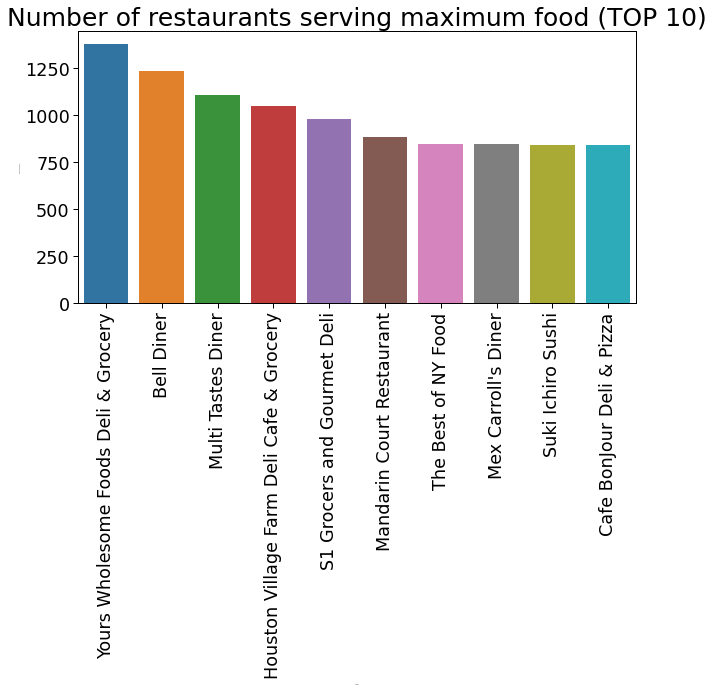 Number of restaurants serving maximum food (TOP 10)
1250
1000
750
500
250
0
Yours Wholesome Foods Deli & Grocery
Bell Diner
Multi Tastes Diner
Houston Village Farm Deli Cafe & Grocery
S1 Grocers and Gourmet Deli
Mandarin Court Restaurant
The Best of NY Food
Mex Carroll's Diner
Suki Ichiro Sushi
Cafe BonJour Deli & Pizza